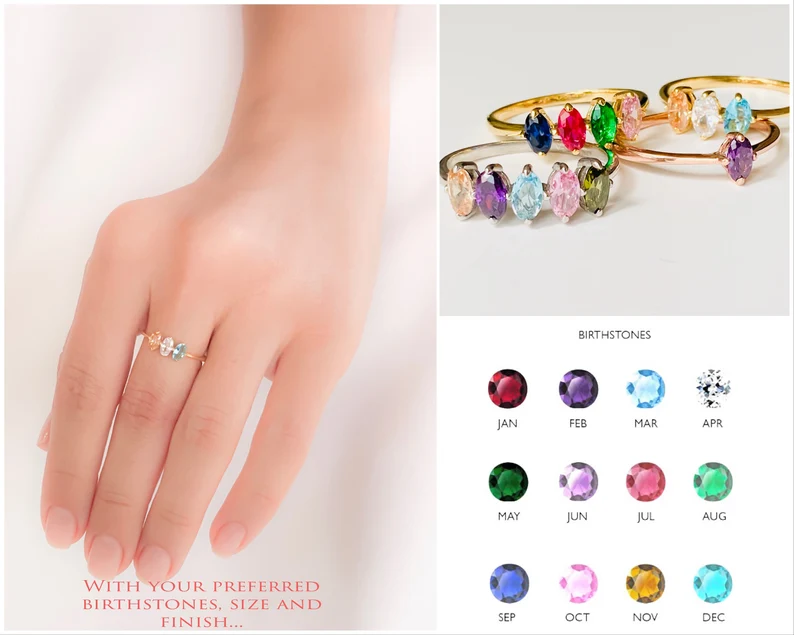 WITH YOUR PREFERRED
BIRTHSTONES, SIZE AND
FINISH...
BIRTHSTONES
JAN FEB MAR APR
MAY JUN JUL AUG
SEP OCT NOV DEC